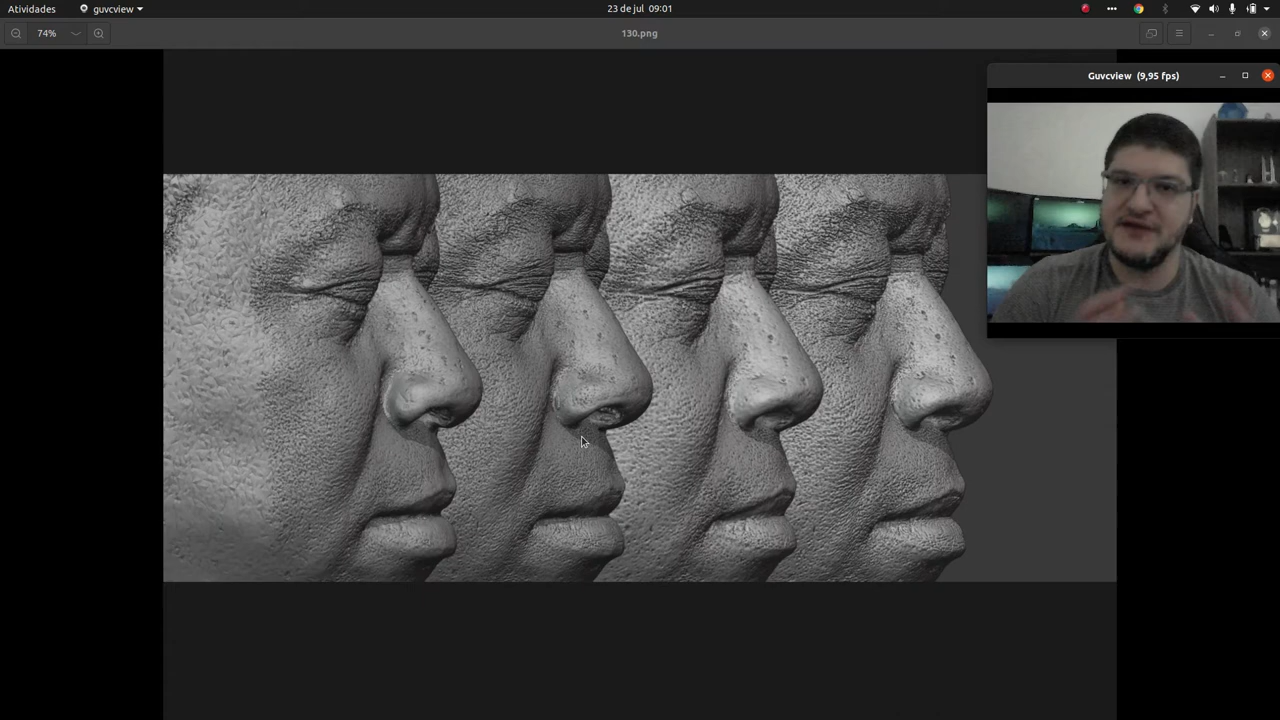 Atividades
guvcview
23 de jul 09:01
74%
130.png
Guvcview (9,95 fps)